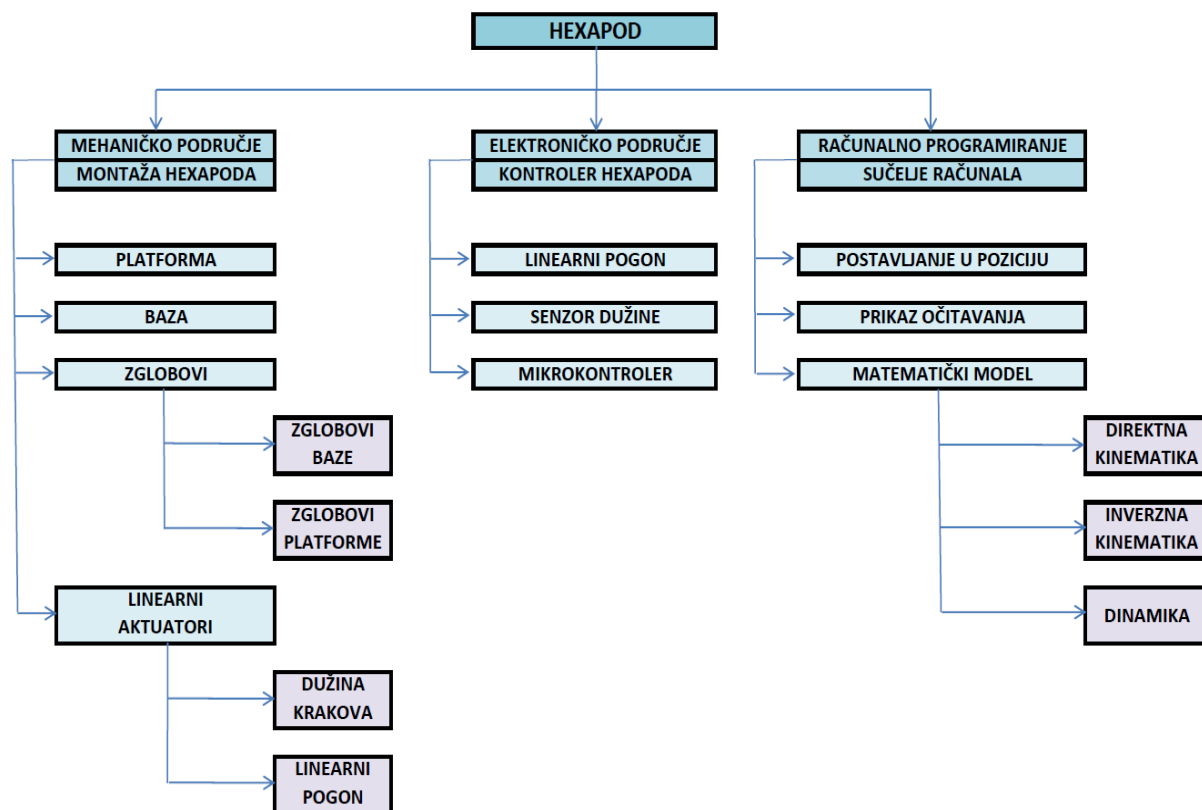 HEXAPOD
MEHANIČKO PODRUČJE
MONTAŽA HEXAPODA
PLATFORMA
BAZA
ZGLOBOVI
ZGLOBOVI
BAZE
ZGLOBOVI
PLATFORME
LINEARNI
AKTUATORI
DUŽINA
KRAKOVA
LINEARNI
POGON
ELEKTRONIČKO PODRUČJE
KONTROLER HEXAPODA
LINEARNI POGON
SENZOR DUŽINE
MIKROKONTROLER
RAČUNALNO PROGRAMIRANJE
SUČELJE RAČUNALA
POSTAVLJANJE U POZICIJU
PRIKAZ OČITAVANJA
MATEMATIČKI MODEL
DIREKTNA
KINEMATIKA
INVERZNA
KINEMATIKA
DINAMIKA